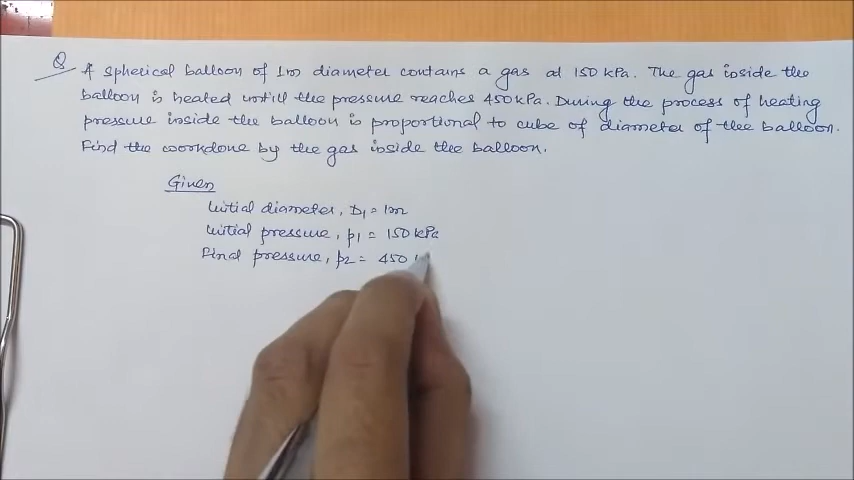 Q A spherical balloon of 1m diameter contains a gas at 150 kPa. The gas inside the
balloon is heated untill the pressure reaches 450 kPa. During the process of heating
pressure inside the balloon is proportional to cube of diameter of the balloon.
Find the workdone by the gas inside the balloon.
Given
Initial diameter, D1 = 1m
Initial pressure, p1 = 150 kPa
Final pressure, p2 = 450